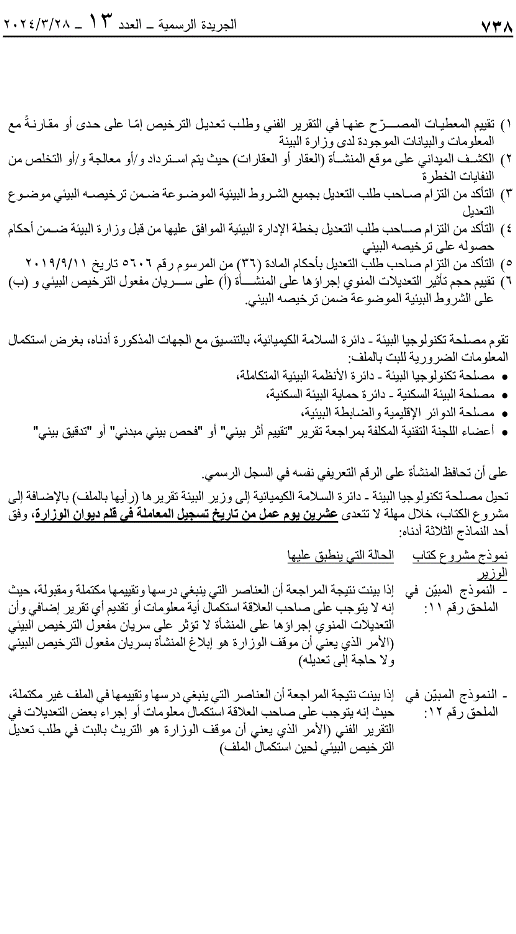 ٧٣٨ الجريدة الرسمية ــ العدد ١٣ ــ ٢٠٢٤/٣/٢٨
١) تقييم المعطيات المصــرّح عنها في التقرير الفني وطلب تعديل الترخيص إمّا على حدى أو مقارنةً مع
المعلومات والبيانات الموجودة لدى وزارة البيئة
٢) الكشف الميداني على موقع المنشــأة (العقار أو العقارات) حيث يتم استرداد و/أو معالجة و/أو التخلص من
النفايات الخطرة
٣) التأكد من التزام صاحب طلب التعديل بجميع الشروط البيئية الموضوعة ضمن ترخيصه البيئي موضوع
التعديل
٤) التأكد من التزام صاحب طلب التعديل بخطة الإدارة البيئية الموافق عليها من قبل وزارة البيئة ضمن أحكام
حصوله على ترخيصه البيئي
٥) التأكد من التزام صاحب طلب التعديل بأحكام المادة (٣٦) من المرسوم رقم ٥٦٠٦ تاريخ ٢٠١٩/٩/١١
٦) تقييم حجم تأثير التعديلات المنوي إجراؤها على المنشــأة (أ) على ســريان مفعول الترخيص البيئي و (ب)
على الشروط البيئية الموضوعة ضمن ترخيصه البيئي.
تقوم مصلحة تكنولوجيا البيئة - دائرة السلامة الكيميائية، بالتنسيق مع الجهات المذكورة أدناه، بغرض استكمال
المعلومات الضرورية للبت بالملف:
• مصلحة تكنولوجيا البيئة - دائرة الأنظمة البيئية المتكاملة،
• مصلحة البيئة السكنية - دائرة حماية البيئة السكنية،
• مصلحة الدوائر الإقليمية والضابطة البيئية،
• أعضاء اللجنة التقنية المكلفة بمراجعة تقرير "تقييم أثر بيئي" أو "فحص بيئي مبدئي" أو "تدقيق بيئي"
على أن تحافظ المنشأة على الرقم التعريفي نفسه في السجل الرسمي.
تحيل مصلحة تكنولوجيا البيئة - دائرة السلامة الكيميائية إلى وزير البيئة تقريرها (رأيها بالملف) بالإضافة إلى
مشروع الكتاب، خلال مهلة لا تتعدى عشرين يوم عمل من تاريخ تسجيل المعاملة في قلم ديوان الوزارة، وفق
أحد النماذج الثلاثة أدناه:
نموذج مشروع كتاب الحالة التي ينطبق عليها
الوزير
- النموذج المبيّن في إذا بينت نتيجة المراجعة أن العناصر التي ينبغي درسها وتقييمها مكتملة ومقبولة، حيث
الملحق رقم ١١: إنه لا يتوجب على صاحب العلاقة استكمال أية معلومات أو تقديم أي تقرير إضافي وأن
التعديلات المنوي إجراؤها على المنشأة لا تؤثر على سريان مفعول الترخيص البيئي
(الأمر الذي يعني أن موقف الوزارة هو إبلاغ المنشأة بسريان مفعول الترخيص البيئي
ولا حاجة إلى تعديله)
- النموذج المبيّن في إذا بينت نتيجة المراجعة أن العناصر التي ينبغي درسها وتقييمها في الملف غير مكتملة،
الملحق رقم ١٢: حيث إنه يتوجب على صاحب العلاقة استكمال معلومات أو إجراء بعض التعديلات في
التقرير الفني (الأمر الذي يعني أن موقف الوزارة هو التريث بالبت في طلب تعديل
الترخيص البيئي لحين استكمال الملف)